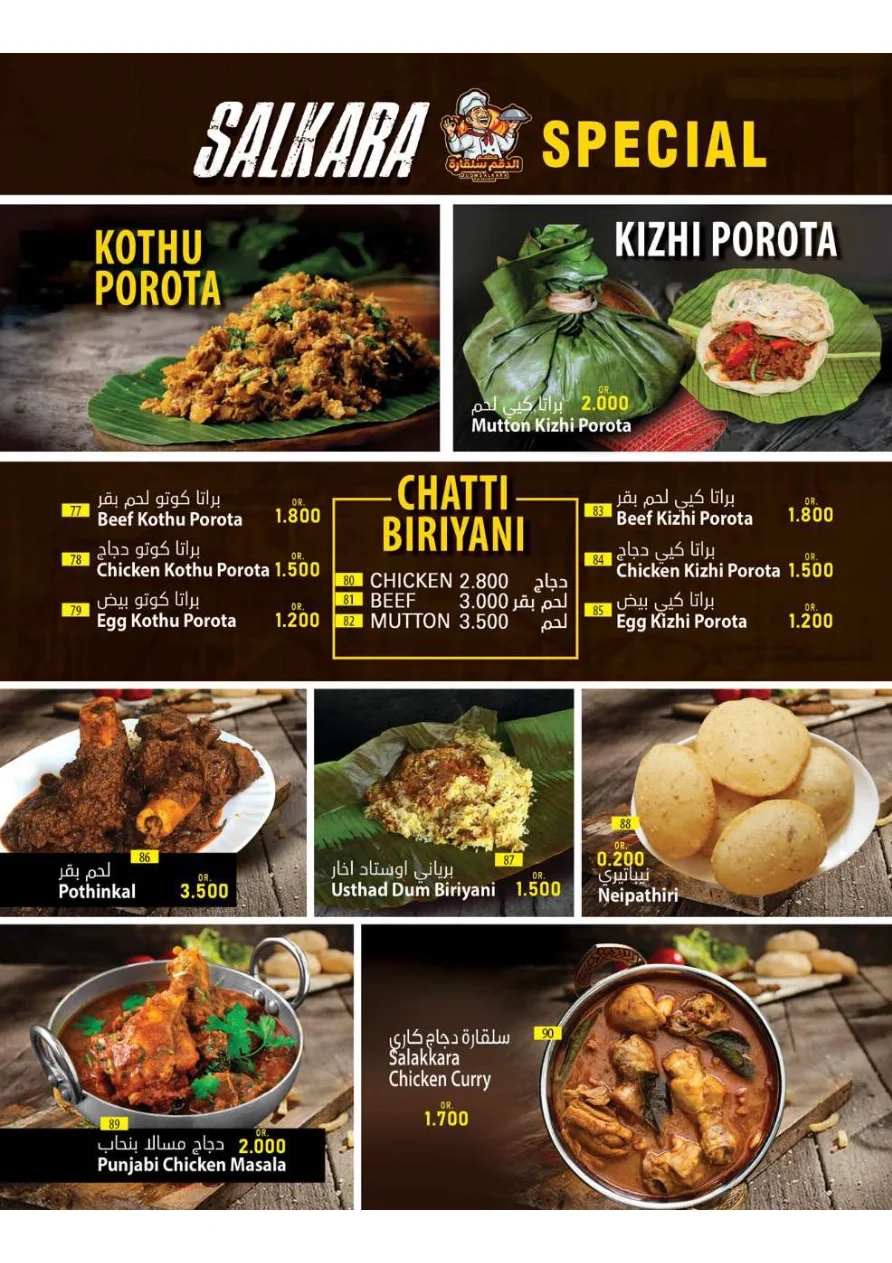 SALKARA
الدقم سلقارة
SPECIAL
KOTHU
POROTA
KIZHI POROTA
براتا كيي لحم
OR.
2.000
Mutton Kizhi Porota
77
براتا كوتو لحم بقر
Beef Kothu Porota
OR.
1.800
78
براتا كوتو دجاج
Chicken Kothu Porota
OR.
1.500
79
براتا كوتو بيض
Egg Kothu Porota
OR.
1.200
CHATTI
BIRIYANI
80 CHICKEN 2.800 دجاج
81 BEEF 3.000 لحم بقر
82 MUTTON 3.500 لحم
83
براتا كيي لحم بقر
Beef Kizhi Porota
OR.
1.800
84
براتا كيي دجاج
Chicken Kizhi Porota
OR.
1.500
85
براتا كيي بيض
Egg Kizhi Porota
OR.
1.200
86
لحم بقر
Pothinkal
OR.
3.500
87
برياني اوستاد اخار
Usthad Dum Biriyani
OR.
1.500
88
OR.
0.200
نيباتيري
Neipathiri
89
دجاج مسالا بنجاب
OR.
2.000
Punjabi Chicken Masala
90
سلقارة دجاج كاري
Salakkara
Chicken Curry
OR.
1.700